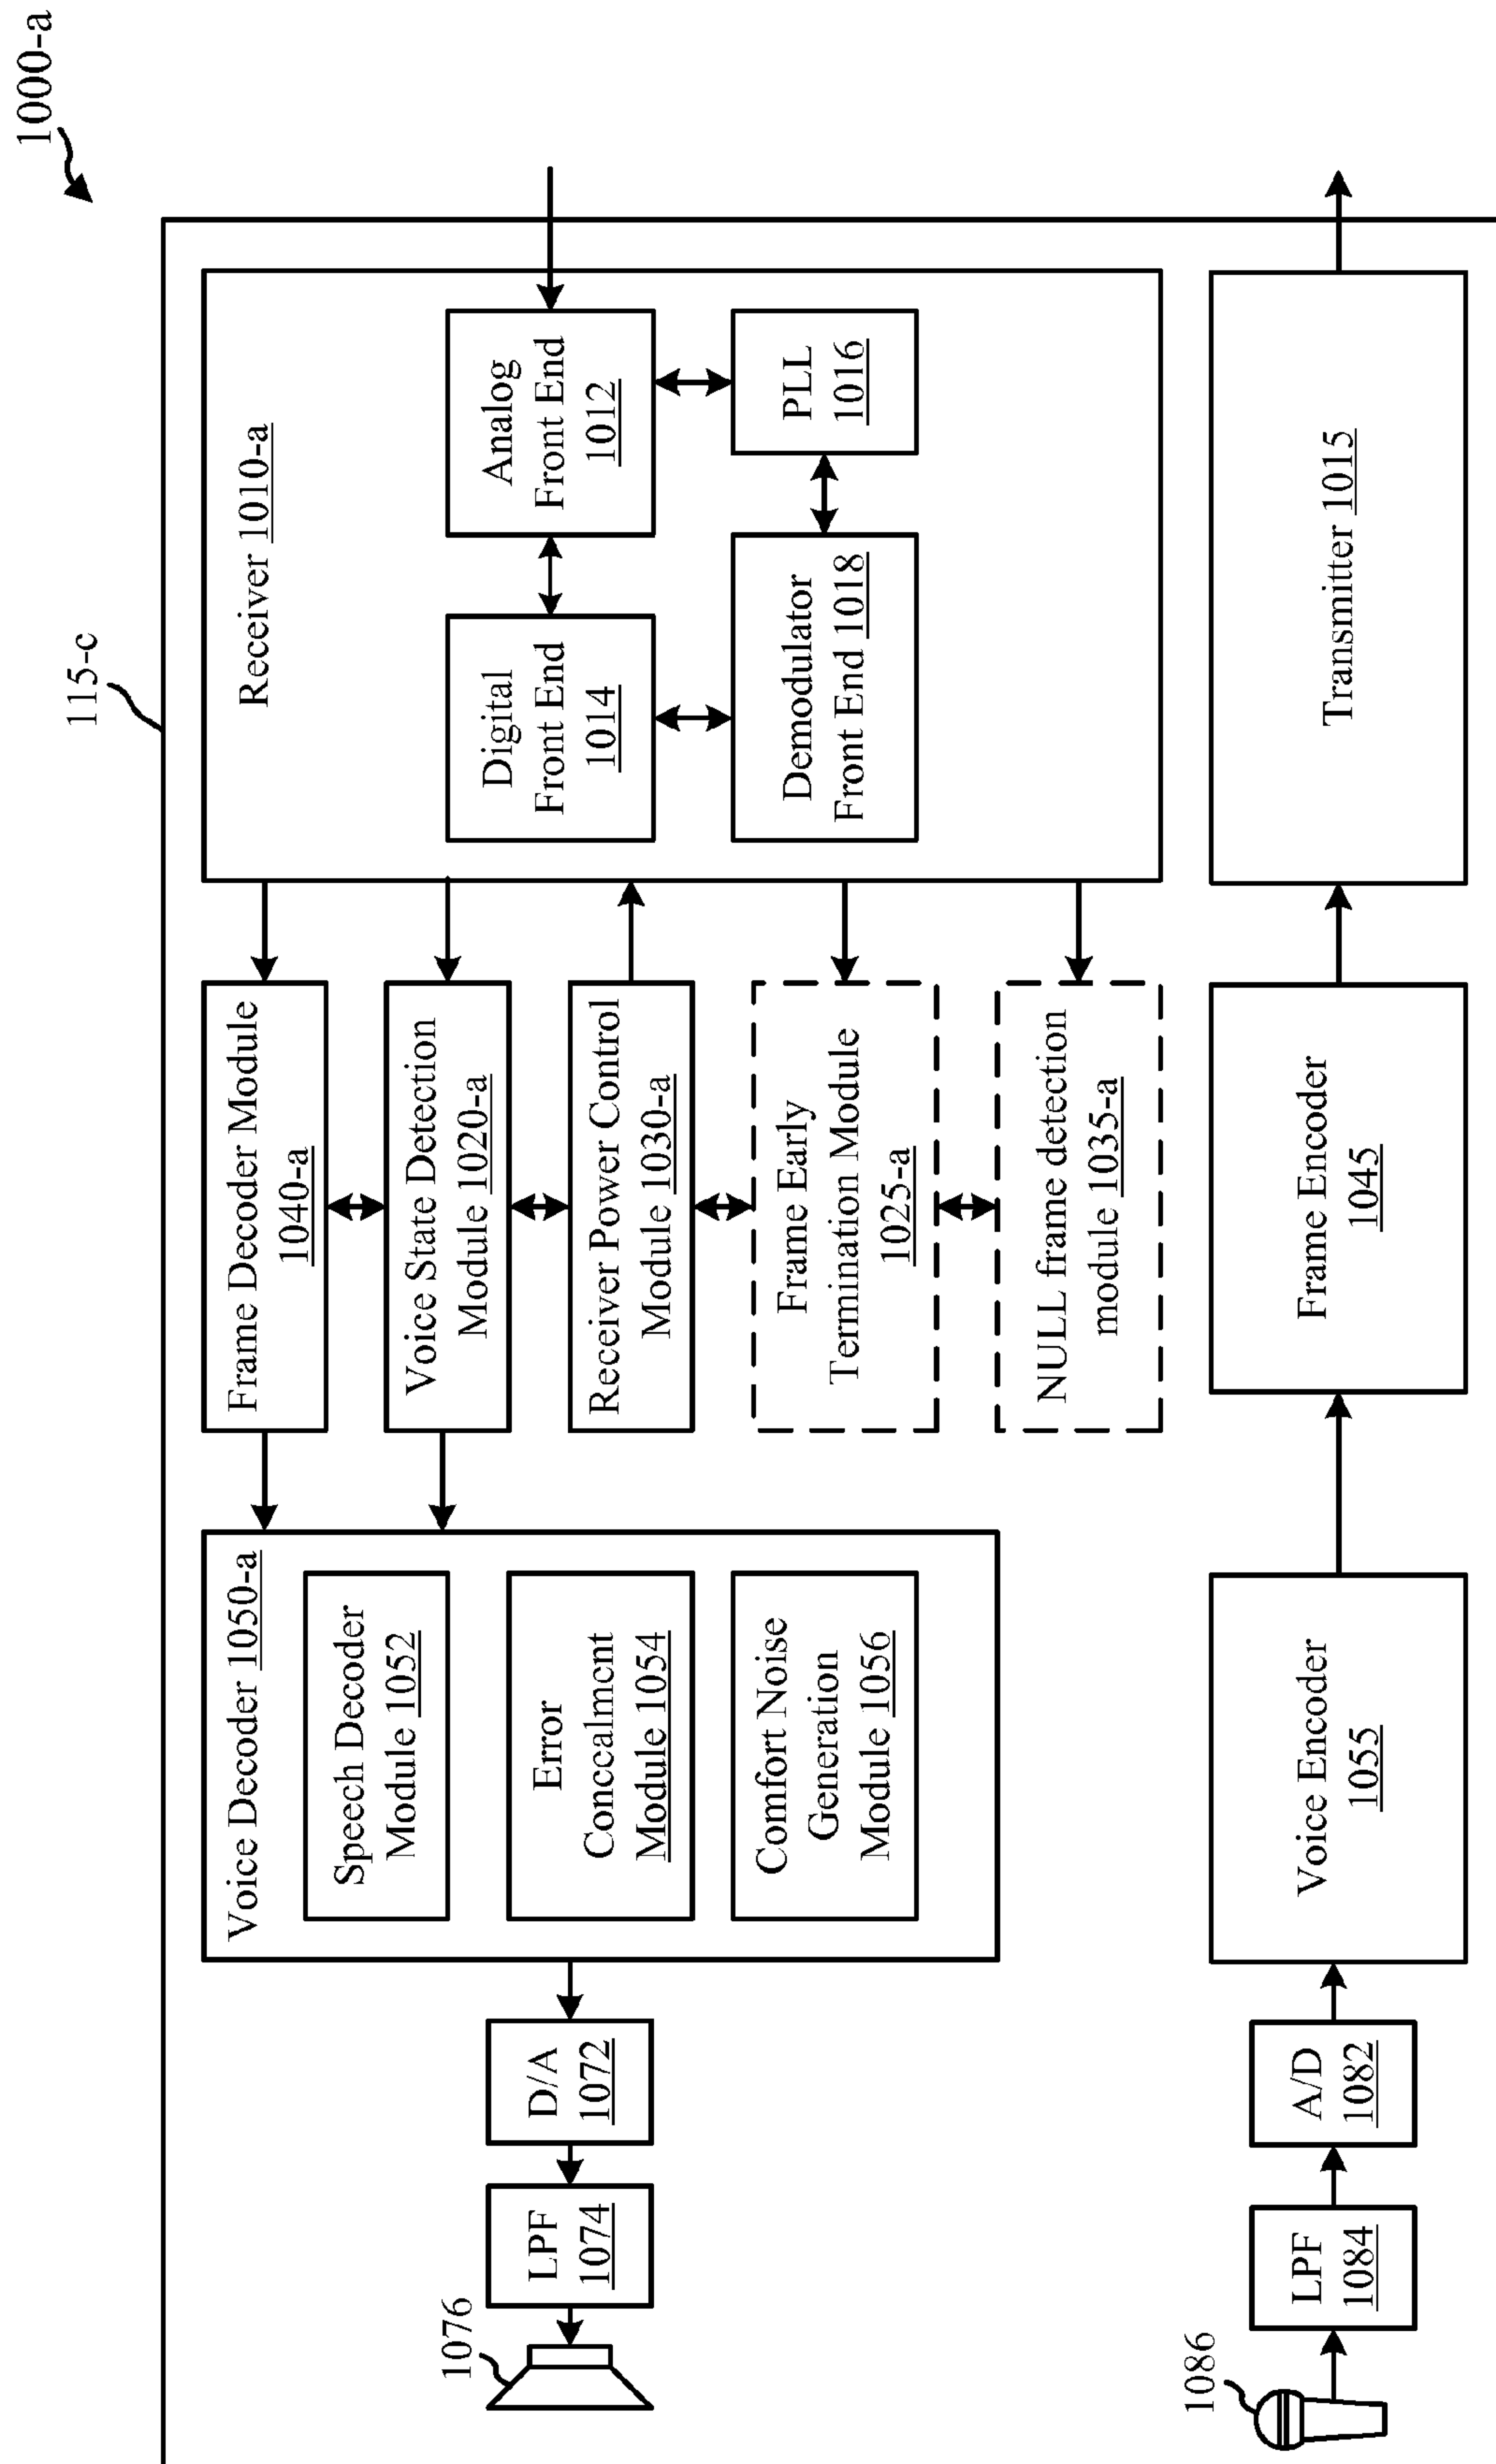 1000-a
115-c
Voice Decoder 1050-a
Speech Decoder
Module 1052
Error
Concealment
Module 1054
Comfort Noise
Generation
Module 1056
Frame Decoder Module
1040-a
Voice State Detection
Module 1020-a
Receiver Power Control
Module 1030-a
Frame Early
Termination Module
1025-a
NULL frame detection
module 1035-a
Receiver 1010-a
Digital
Front End
1014
Analog
Front End
1012
Demodulator
Front End 1018
PLL
1016
1076
LPF
1074
D/A
1072
1086
LPF
1084
A/D
1082
Voice Encoder
1055
Frame Encoder
1045
Transmitter 1015